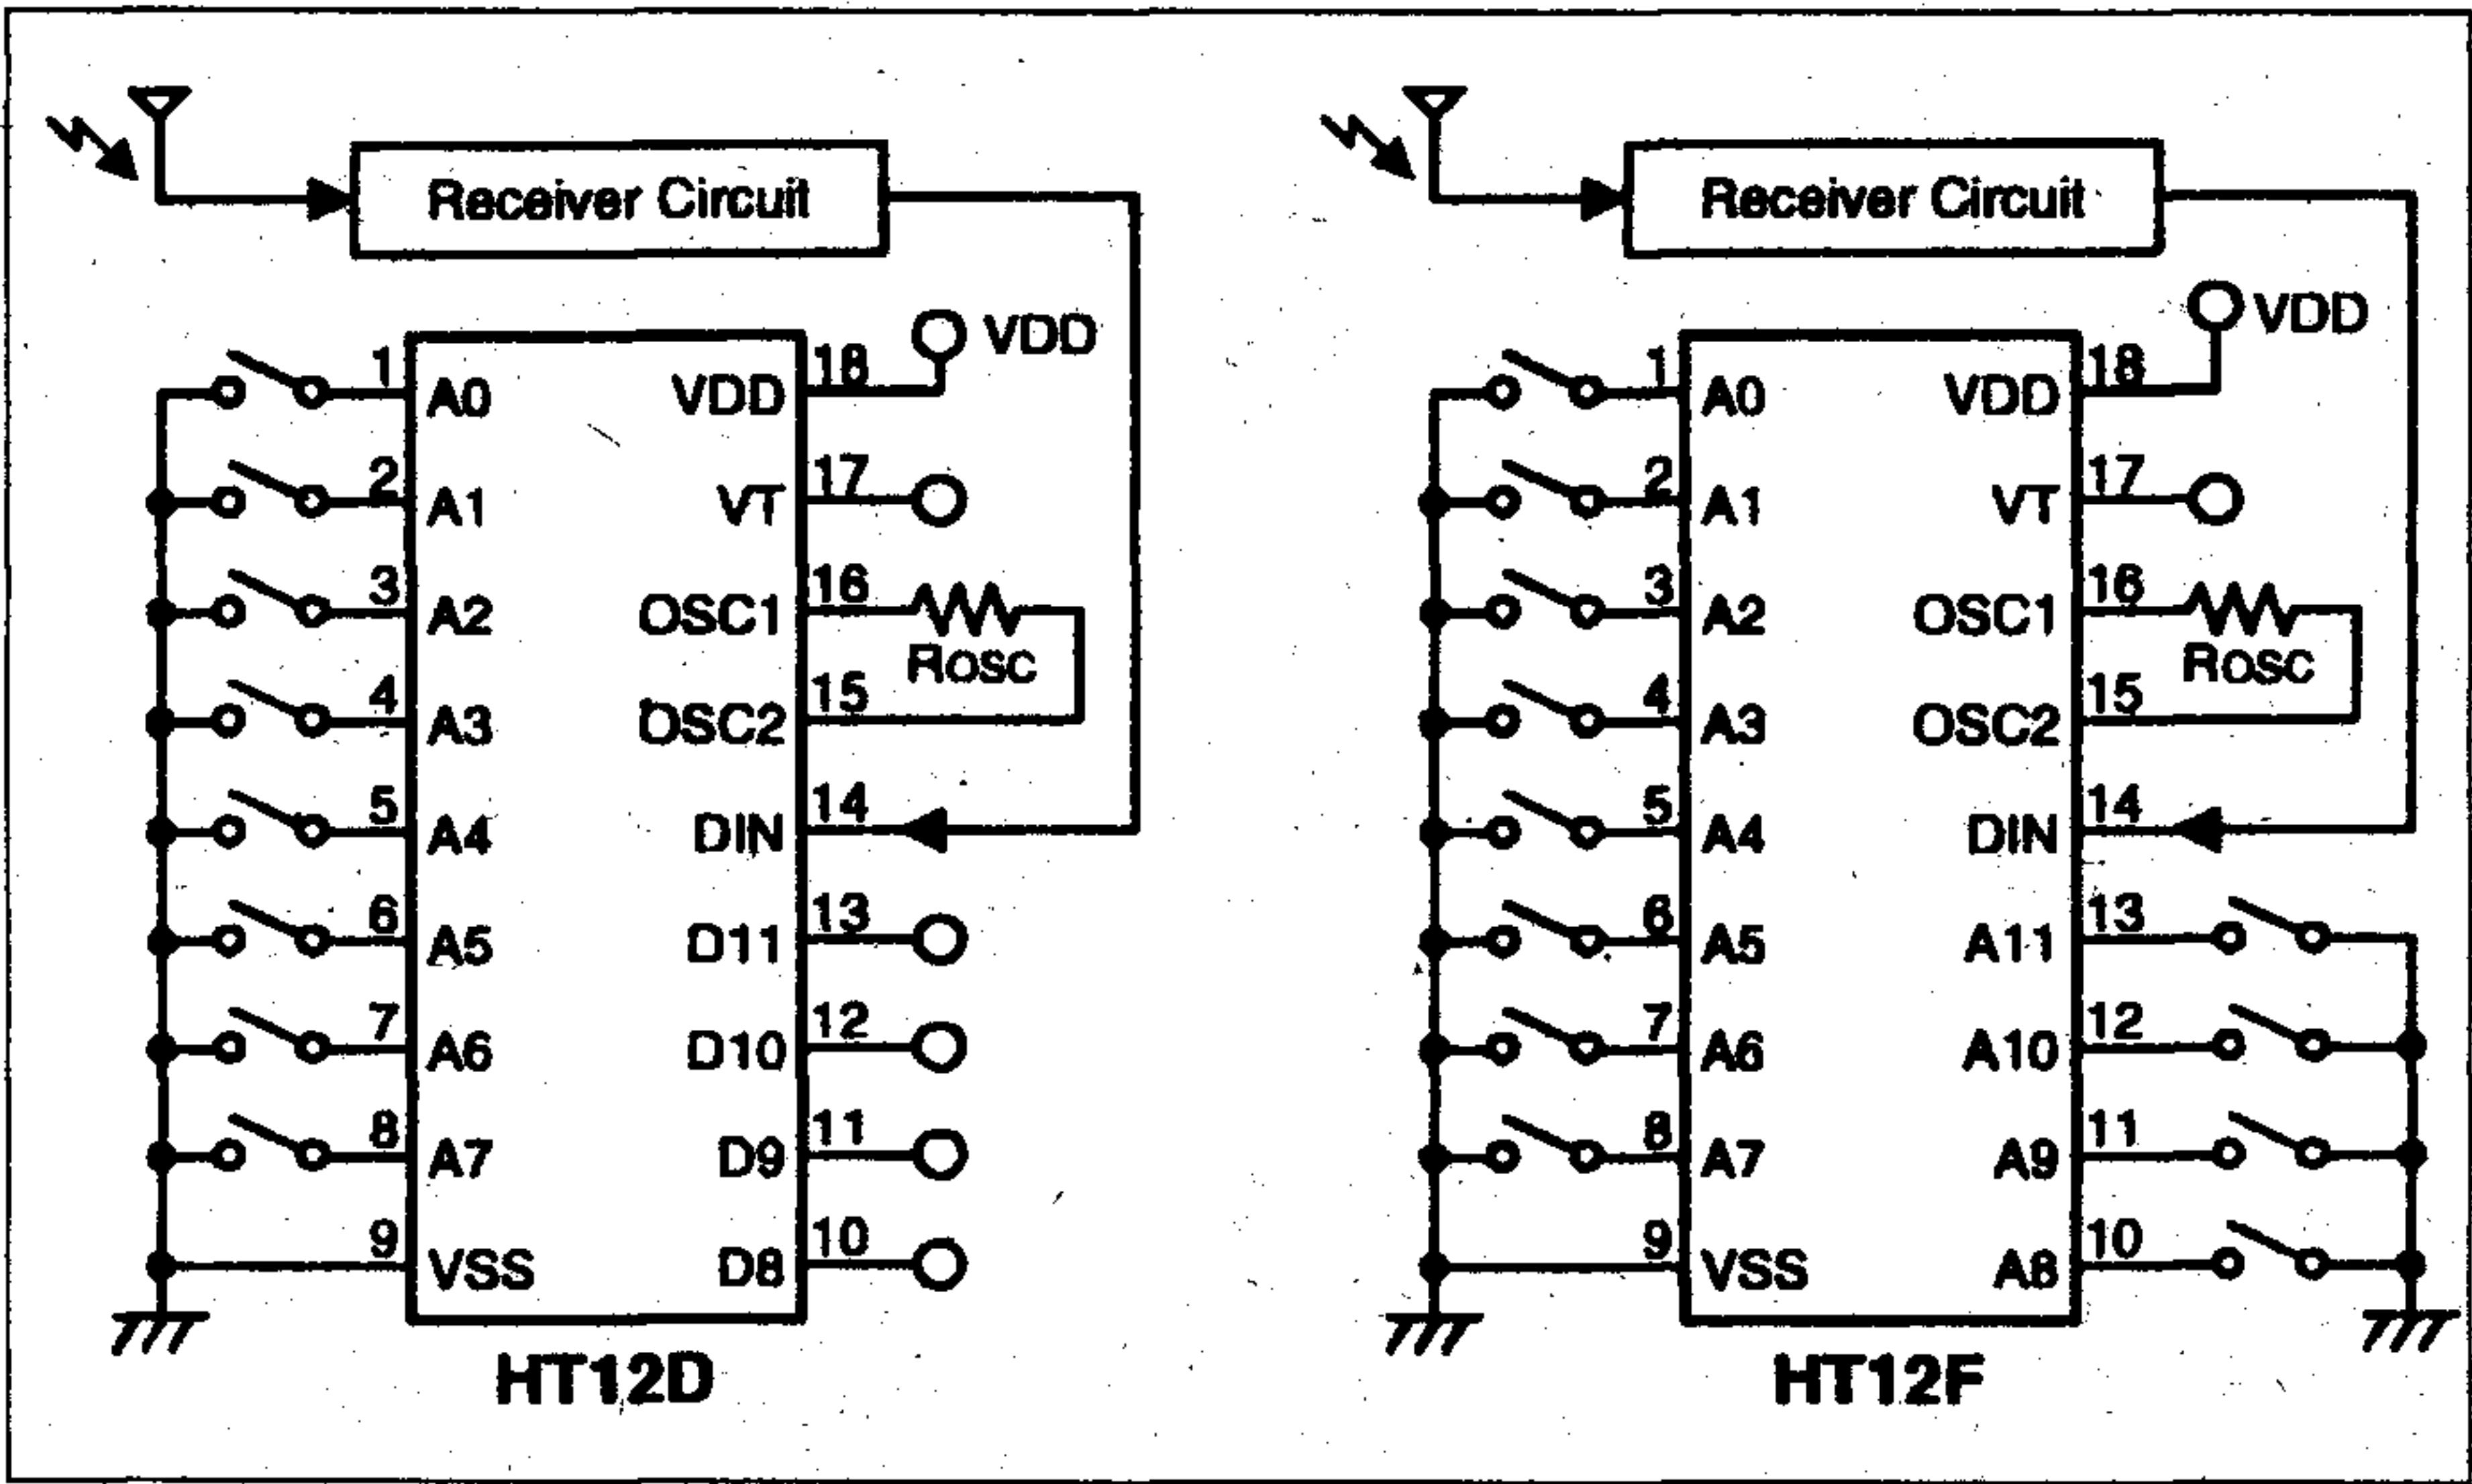 Receiver Circuit
VDD
1 A0 VDD 18
2 A1 VT 17
3 A2 OSC1 16
ROSC
4 A3 OSC2 15
5 A4 DIN 14
6 A5 D11 13
7 A6 D10 12
8 A7 D9 11
9 VSS D8 10
HT12D
Receiver Circuit
VDD
1 A0 VDD 18
2 A1 VT 17
3 A2 OSC1 16
ROSC
4 A3 OSC2 15
5 A4 DIN 14
6 A5 A11 13
7 A6 A10 12
8 A7 A9 11
9 VSS A8 10
HT12F